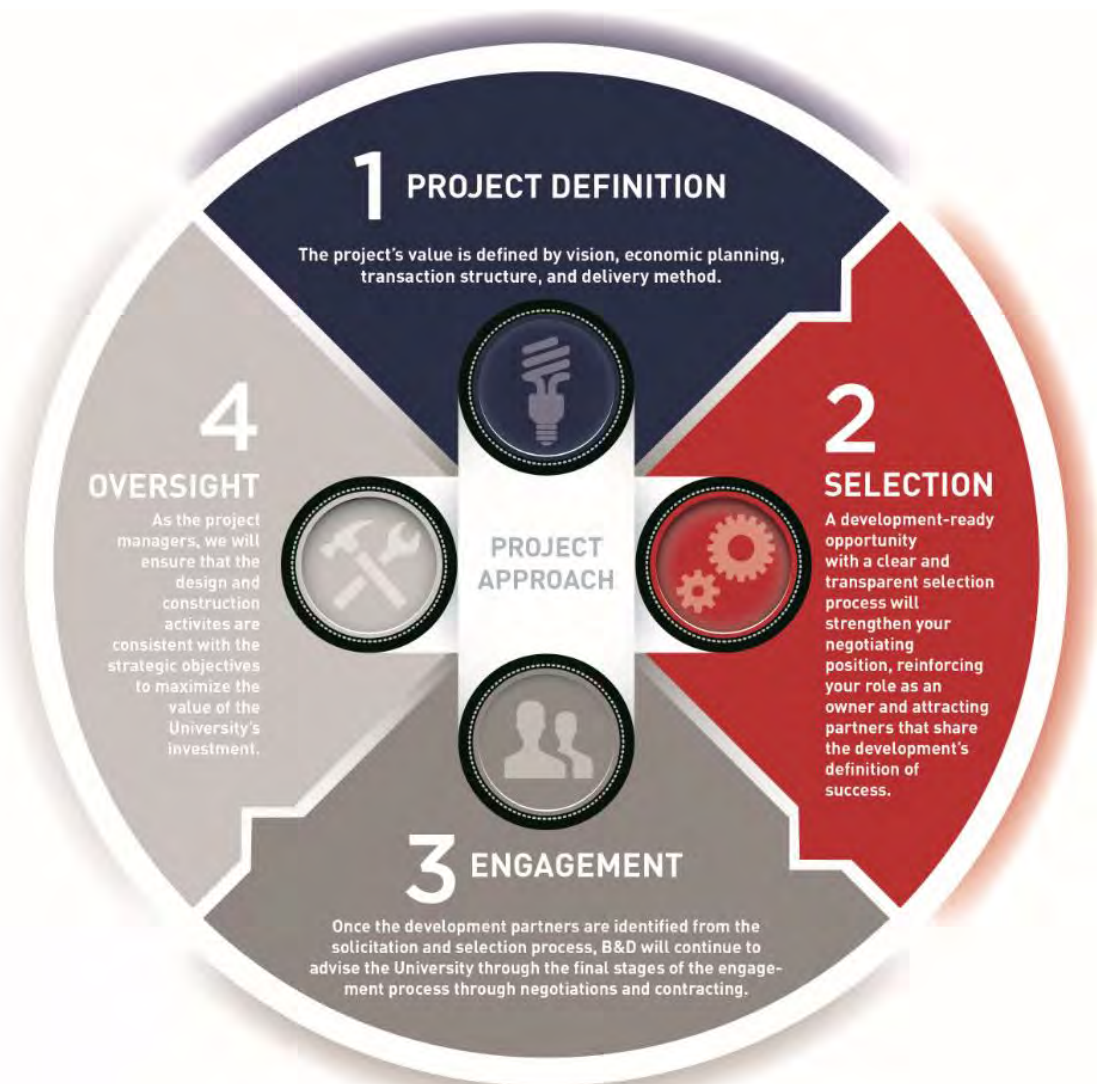 1 PROJECT DEFINITION
The project's value is defined by vision, economic planning,
transaction structure, and delivery method.
2
SELECTION
A development-ready
opportunity
with a clear and
transparent selection
process will
strengthen your
negotiating
position, reinforcing
your role as an
owner and attracting
partners that share
the development's
definition of
success.
3 ENGAGEMENT
Once the development partners are identified from the
solicitation and selection process, B&D will continue to
advise the University through the final stages of the engage-
ment process through negotiations and contracting.
4
OVERSIGHT
As the project
managers, we will
ensure that the
design and
construction
activites are
consistent with the
strategic objectives
to maximize the
value of the
University's
investment.
PROJECT
APPROACH